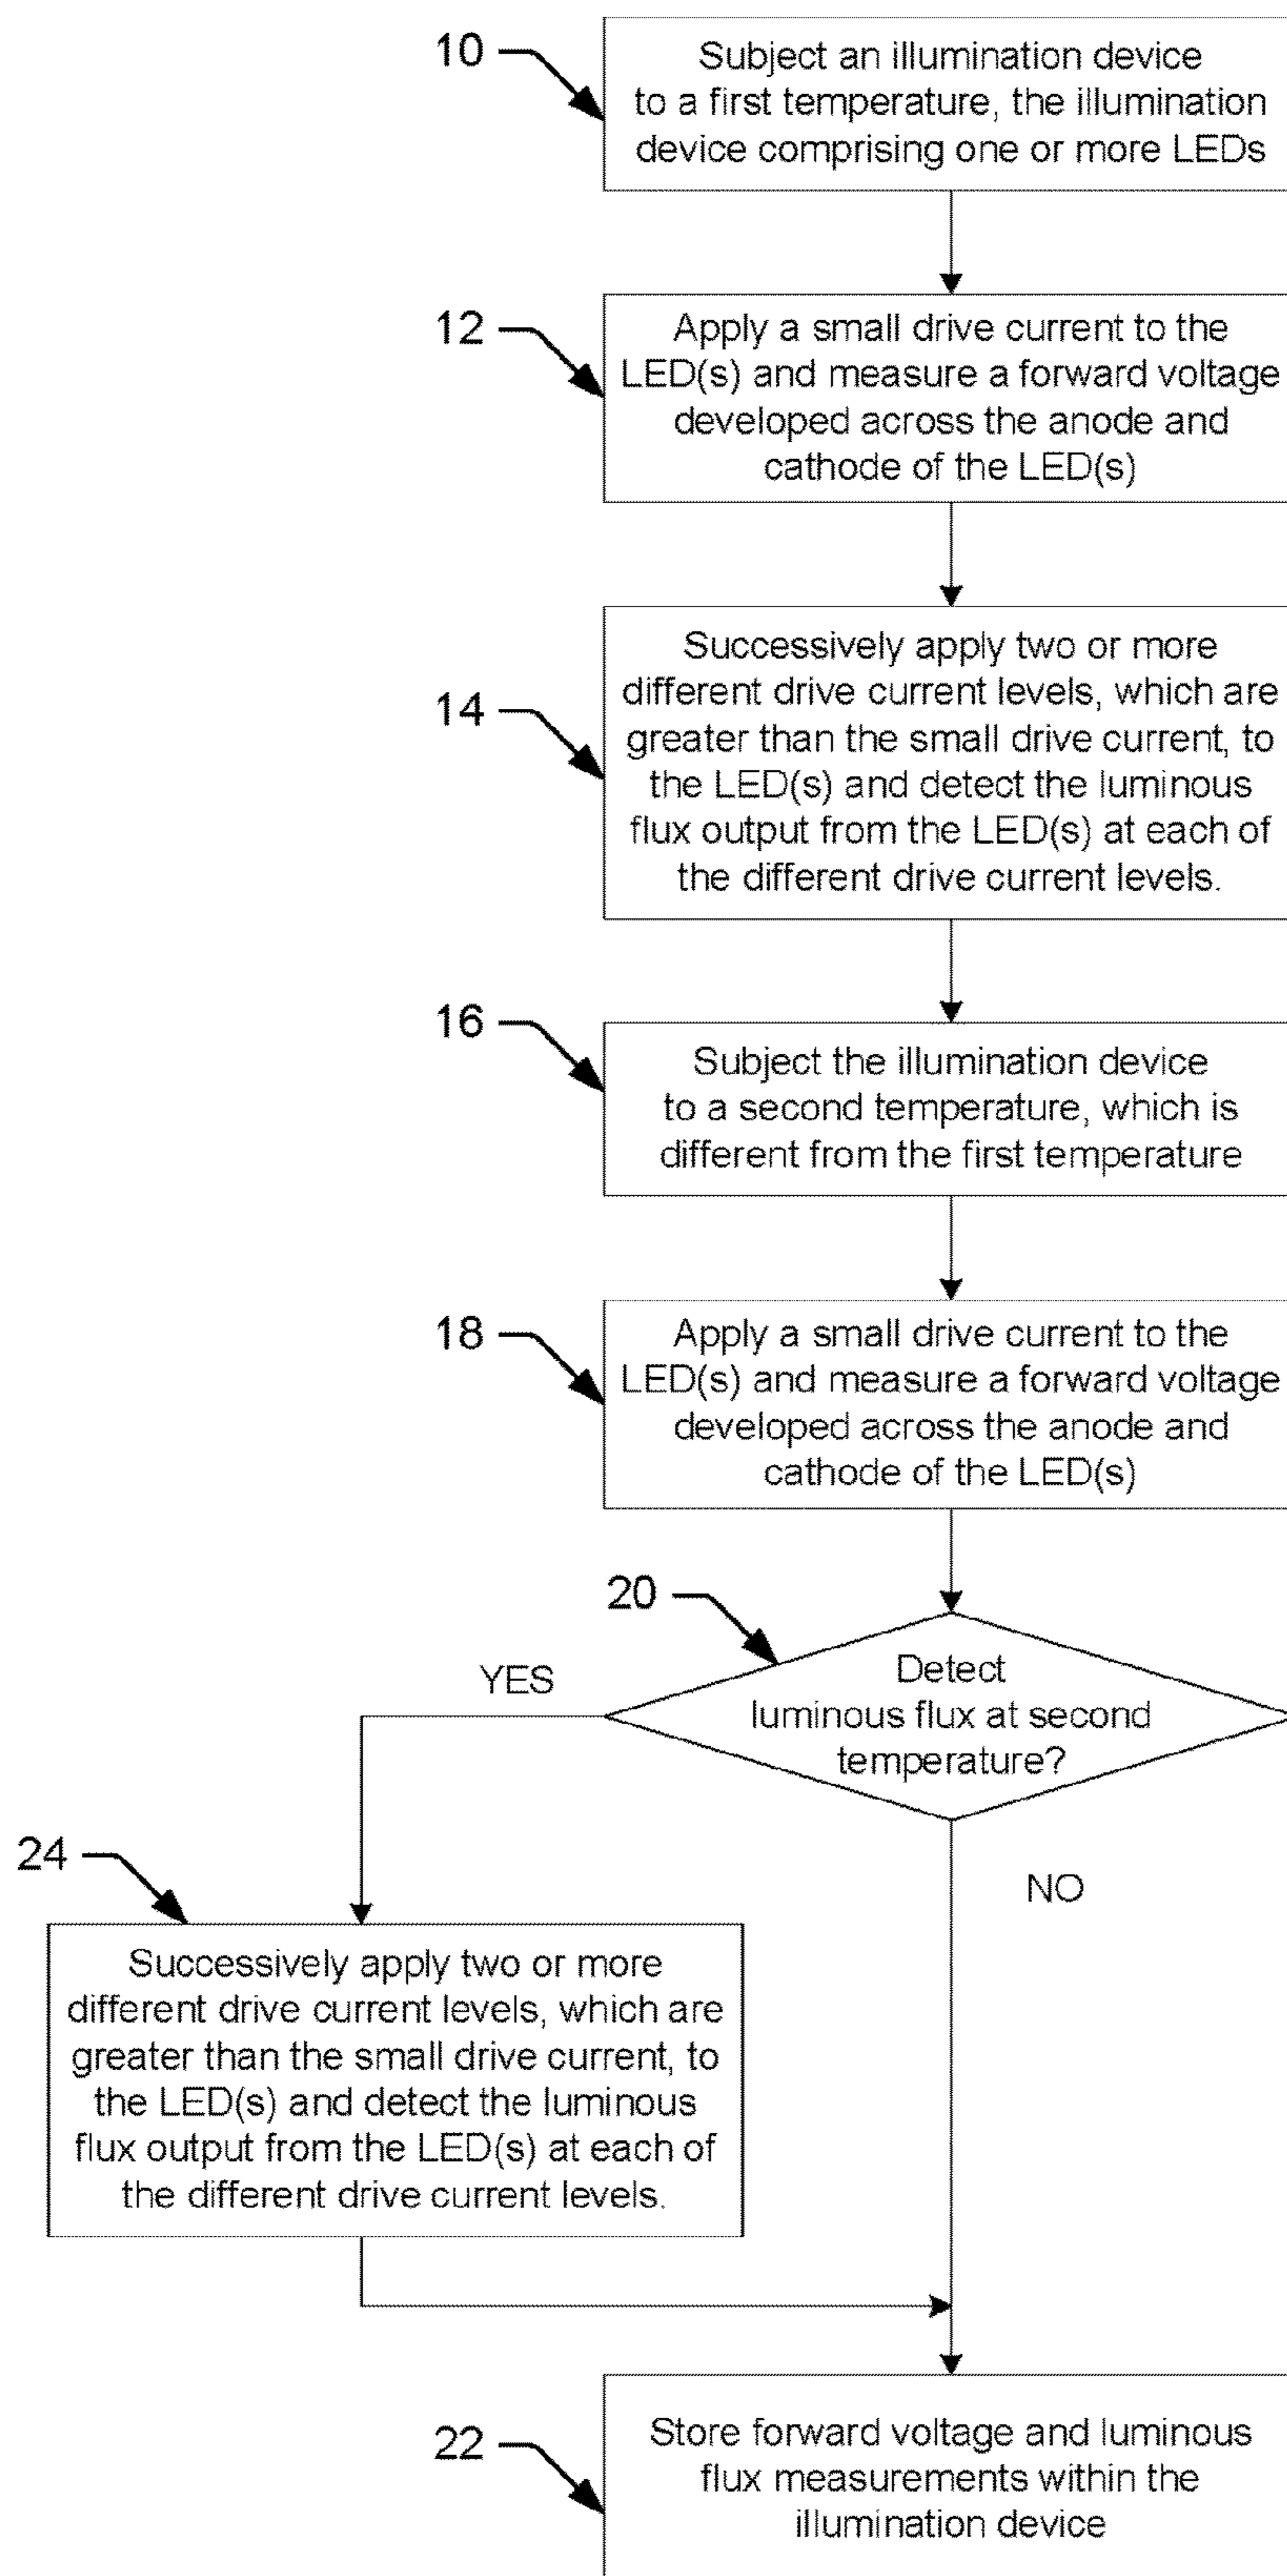 10
Subject an illumination device
to a first temperature, the illumination
device comprising one or more LEDs
12
Apply a small drive current to the
LED(s) and measure a forward voltage
developed across the anode and
cathode of the LED(s)
14
Successively apply two or more
different drive current levels, which are
greater than the small drive current, to
the LED(s) and detect the luminous
flux output from the LED(s) at each of
the different drive current levels.
16
Subject the illumination device
to a second temperature, which is
different from the first temperature
18
Apply a small drive current to the
LED(s) and measure a forward voltage
developed across the anode and
cathode of the LED(s)
20
Detect
luminous flux at second
temperature?
YES
NO
24
Successively apply two or more
different drive current levels, which are
greater than the small drive current, to
the LED(s) and detect the luminous
flux output from the LED(s) at each of
the different drive current levels.
22
Store forward voltage and luminous
flux measurements within the
illumination device